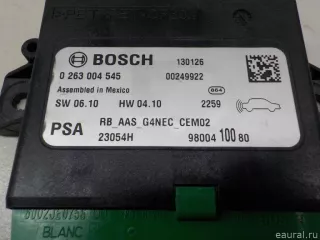 BOSCH 130126
0 263 004 545 00249922
Assembled in Mexico 864
SW 06.10 HW 04.10 2259
RB_AAS_G4NEC_CEM02
PSA 23054H 98004 100 80
BLANC
© eaural.ru